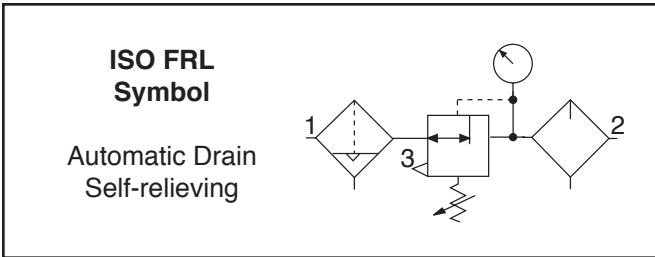 ISO FRL
Symbol
Automatic Drain
Self-relieving
1
3
2